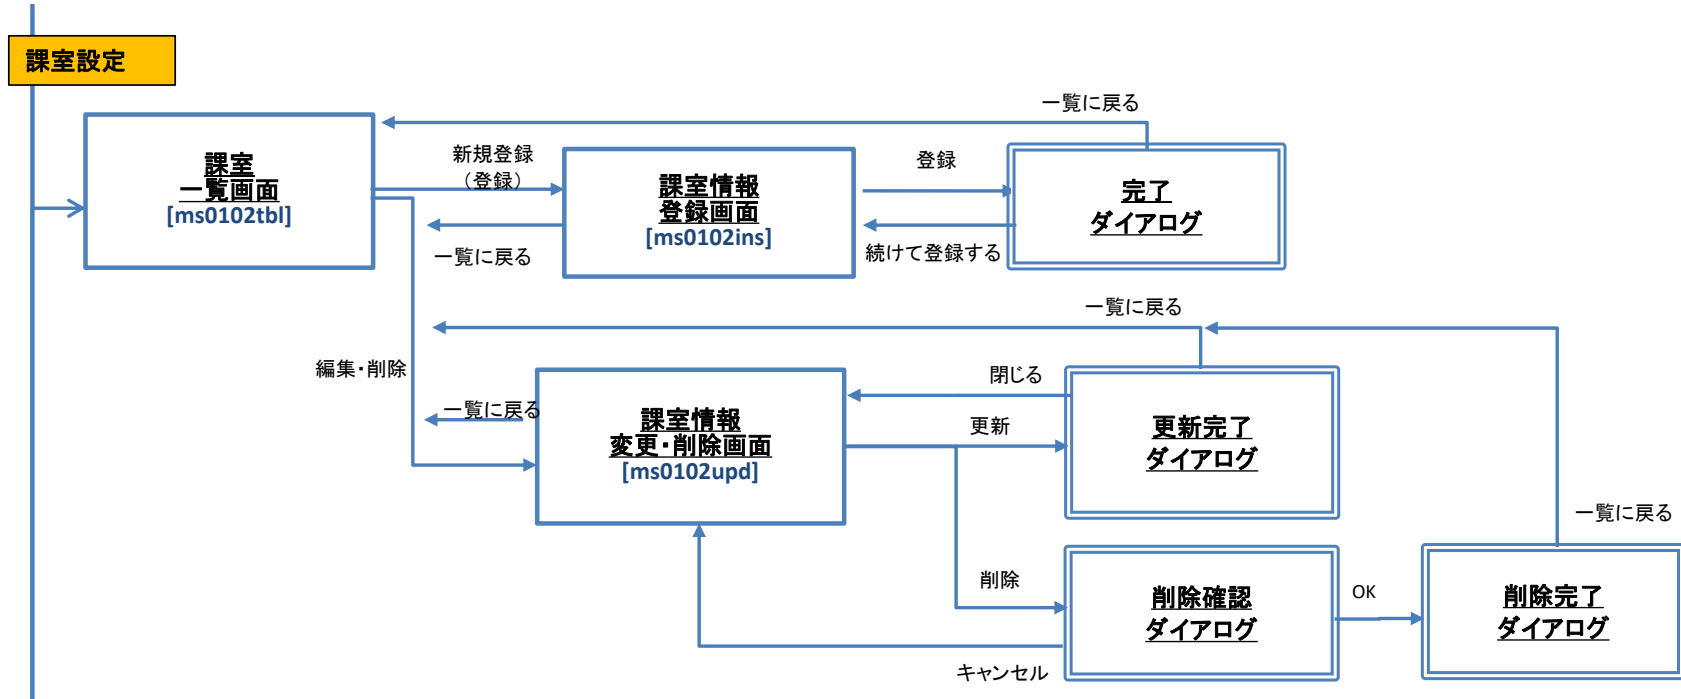 課室設定
一覧に戻る
課室
一覧画面
[ms0102tbl]
新規登録
（登録）
課室情報
登録画面
[ms0102ins]
登録
完了
ダイアログ
一覧に戻る
続けて登録する
一覧に戻る
編集・削除
一覧に戻る
課室情報
変更・削除画面
[ms0102upd]
閉じる
更新
更新完了
ダイアログ
一覧に戻る
削除
削除確認
ダイアログ
OK
削除完了
ダイアログ
キャンセル